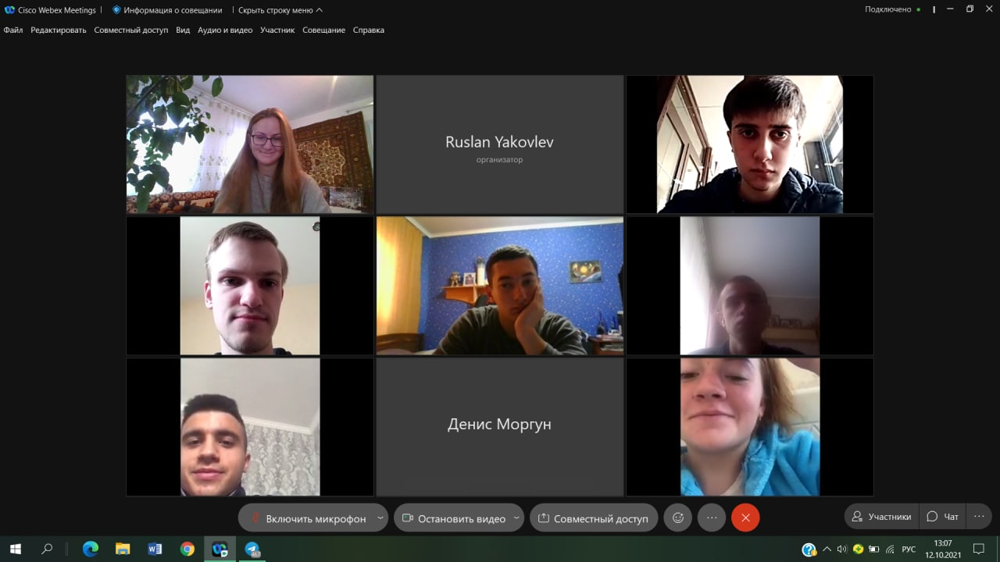 Cisco Webex Meetings
Информация о совещании
Скрыть строку меню
Подключено
Файл Редактировать Совместный доступ Вид Аудио и видео Участник Совещание Справка
Ruslan Yakovlev
организатор
Денис Моргун
Включить микрофон
Остановить видео
Совместный доступ
Участники
Чат
РУС
13:07
12.10.2021